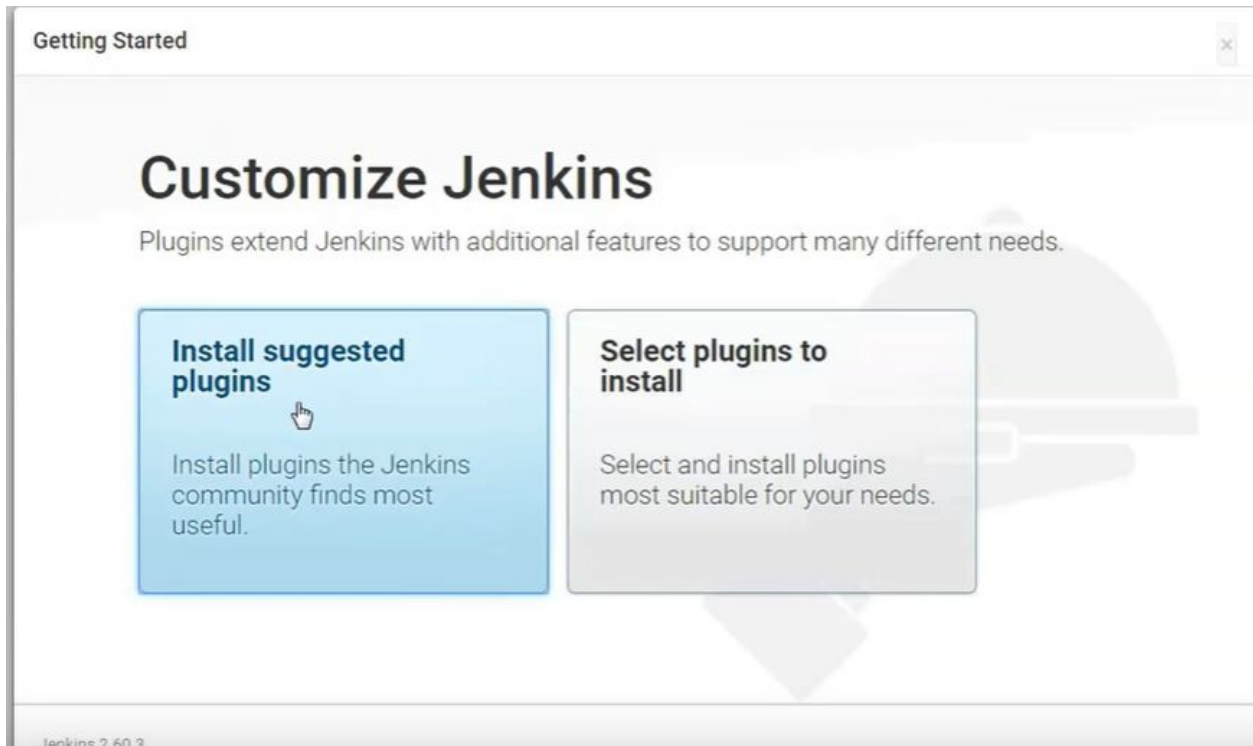 Getting Started
Customize Jenkins
Plugins extend Jenkins with additional features to support many different needs.
Install suggested
plugins
Install plugins the Jenkins
community finds most
useful.
Select plugins to
install
Select and install plugins
most suitable for your needs.
Jenkins 2.60.3